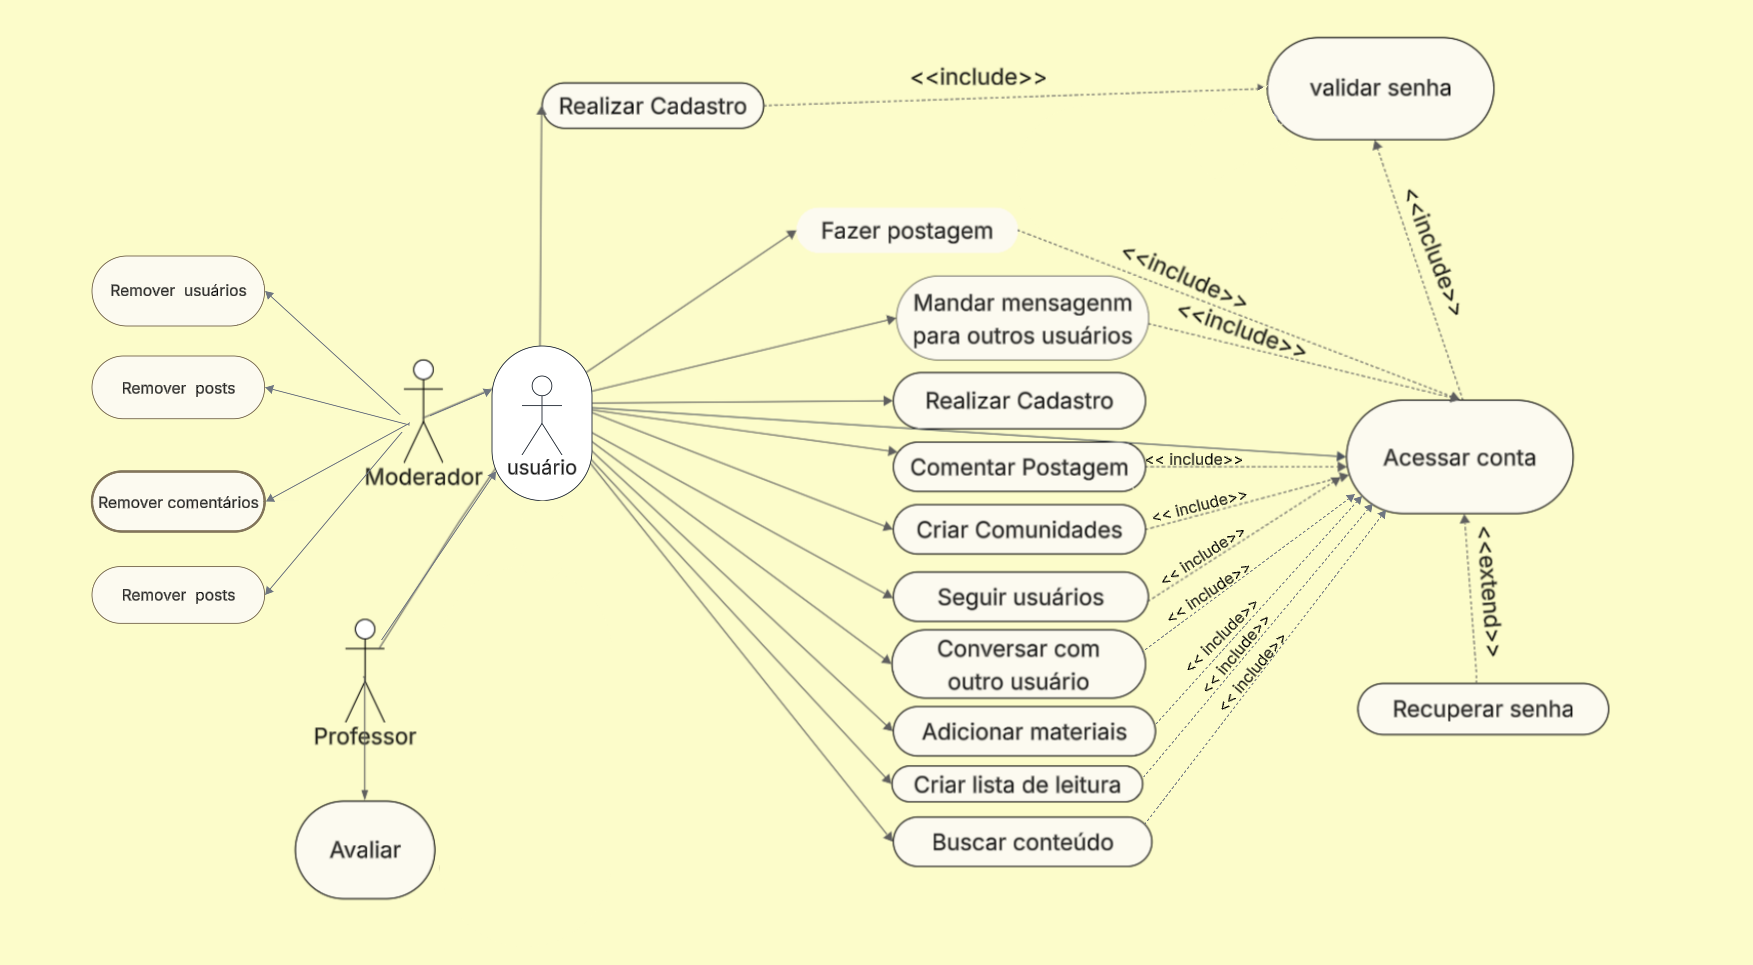 <<include>>
validar senha
Realizar Cadastro
<<include>>
Fazer postagem
<<include>>
Mandar mensagenm
para outros usuários
<<include>>
Remover  usuários
Remover  posts
Remover comentários
Remover  posts
Moderador
usuário
Realizar Cadastro
Comentar Postagem
<< include>>
Acessar conta
Criar Comunidades
<< include>>
Seguir usuários
<< include>>
Conversar com
outro usuário
<< include>>
Adicionar materiais
<< include>>
Criar lista de leitura
<< include>>
Buscar conteúdo
<< include>>
<<extend>>
Recuperar senha
Professor
Avaliar